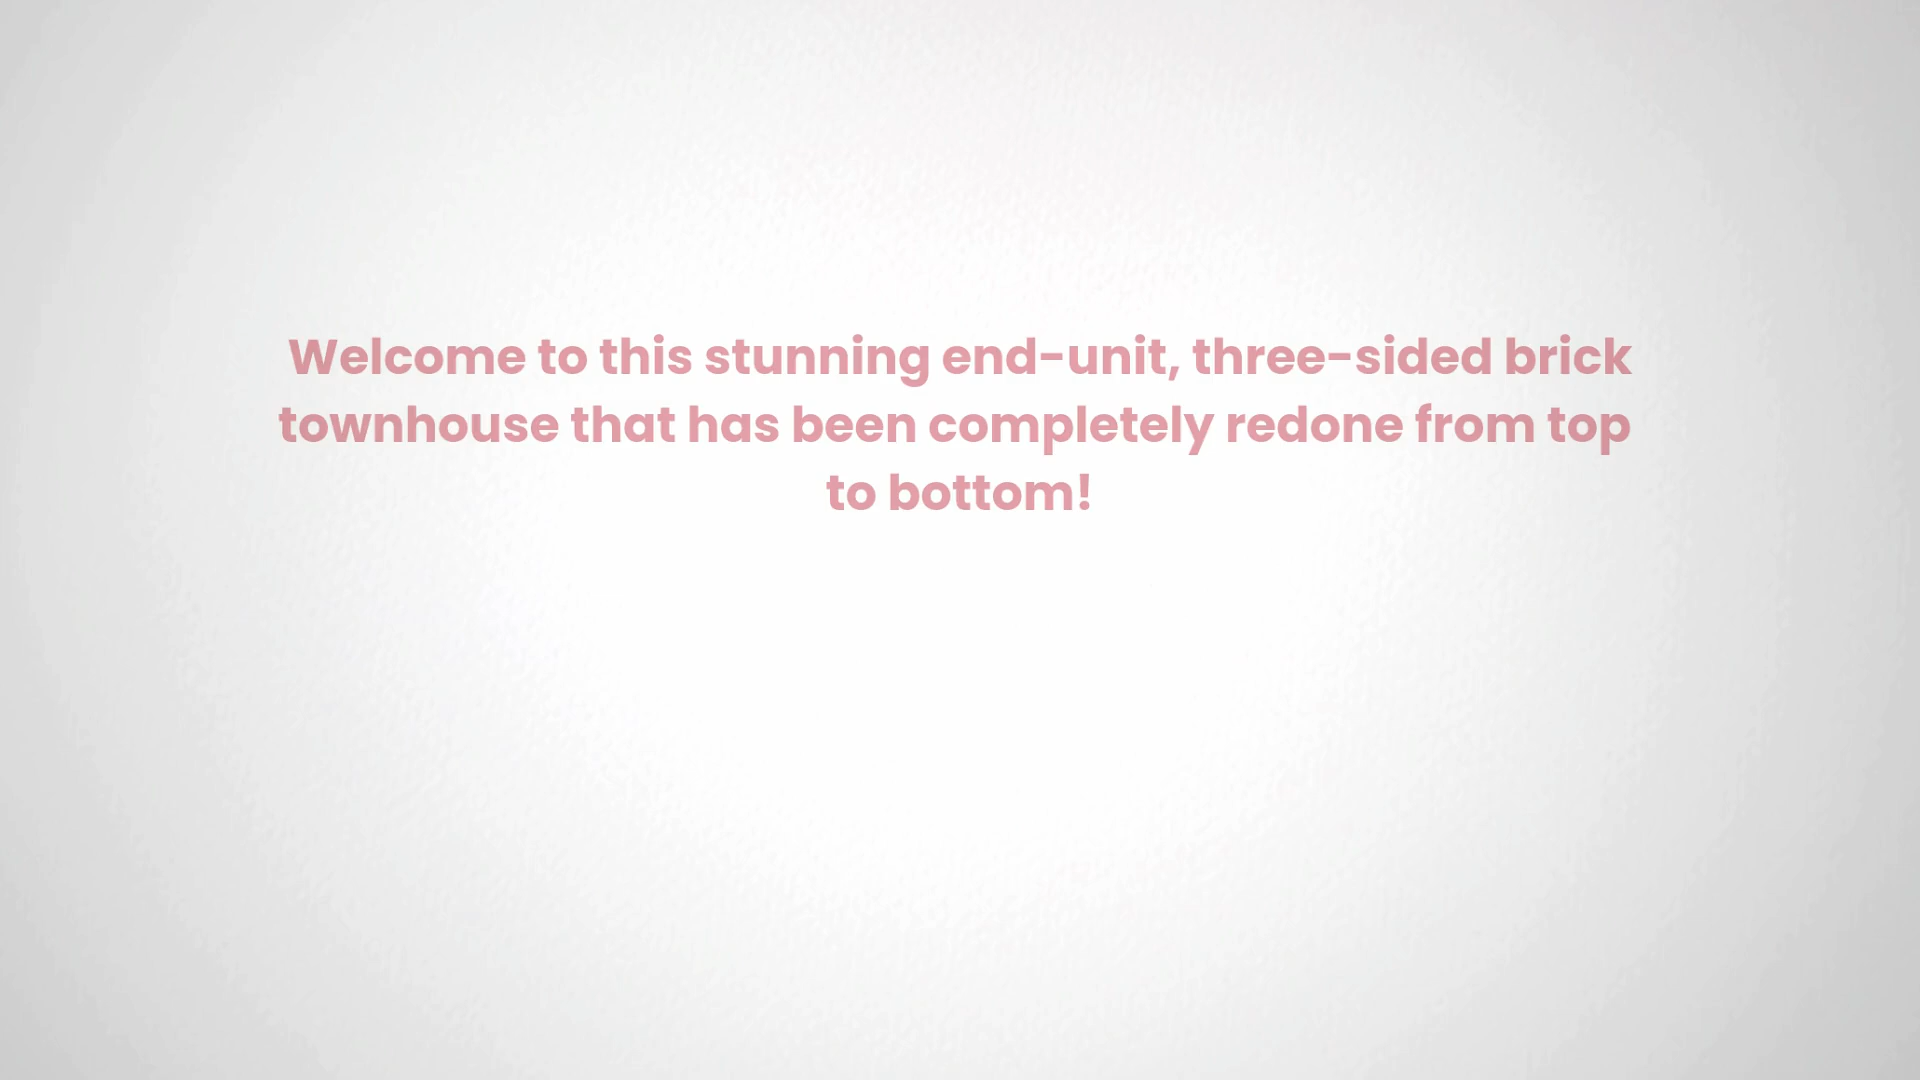 Welcome to this stunning end-unit, three-sided brick
townhouse that has been completely redone from top
to bottom!